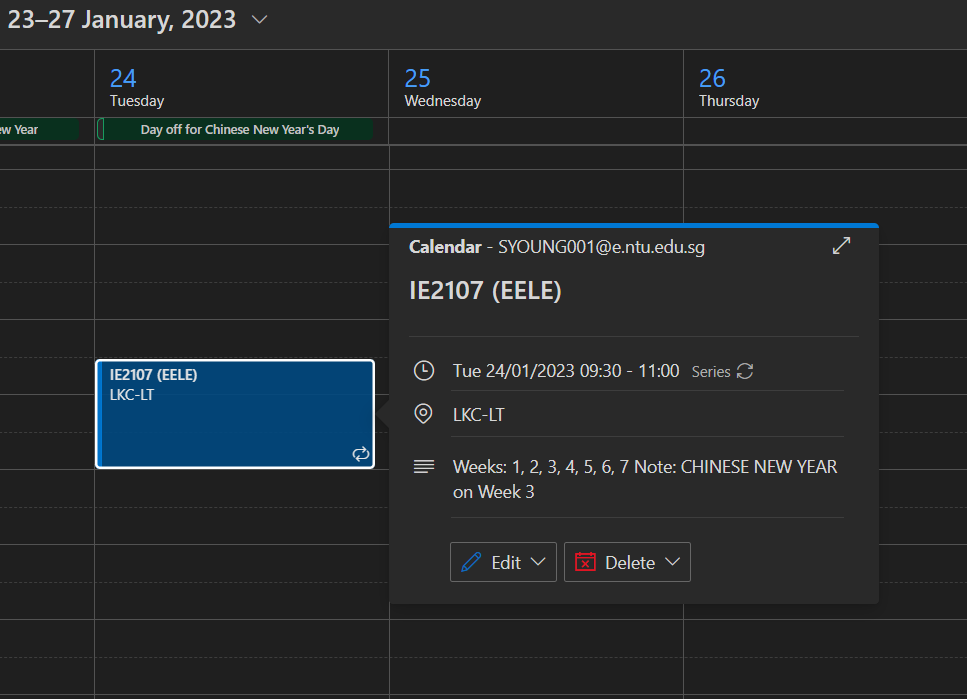 23–27 January, 2023
24
Tuesday
25
Wednesday
26
Thursday
ew Year
Day off for Chinese New Year's Day
IE2107 (EELE)
LKC-LT
Calendar - SYOUNG001@e.ntu.edu.sg
IE2107 (EELE)
Tue 24/01/2023 09:30 - 11:00 Series
LKC-LT
Weeks: 1, 2, 3, 4, 5, 6, 7 Note: CHINESE NEW YEAR
on Week 3
Edit
Delete